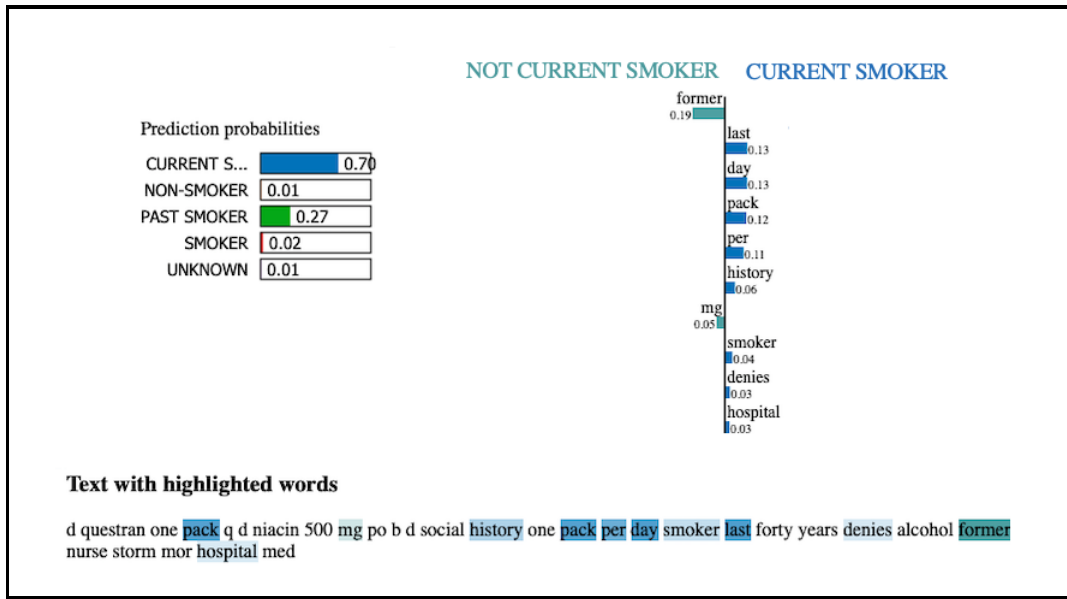 NOT CURRENT SMOKER CURRENT SMOKER
former
0.19
Prediction probabilities
last
0.13
CURRENT S... 0.70
day
0.13
NON-SMOKER 0.01
pack
0.12
PAST SMOKER 0.27
per
0.11
SMOKER 0.02
history
0.06
UNKNOWN 0.01
mg
0.05
smoker
0.04
denies
0.03
hospital
0.03
Text with highlighted words
d questran one pack q d niacin 500 mg po b d social history one pack per day smoker last forty years denies alcohol former
nurse storm mor hospital med